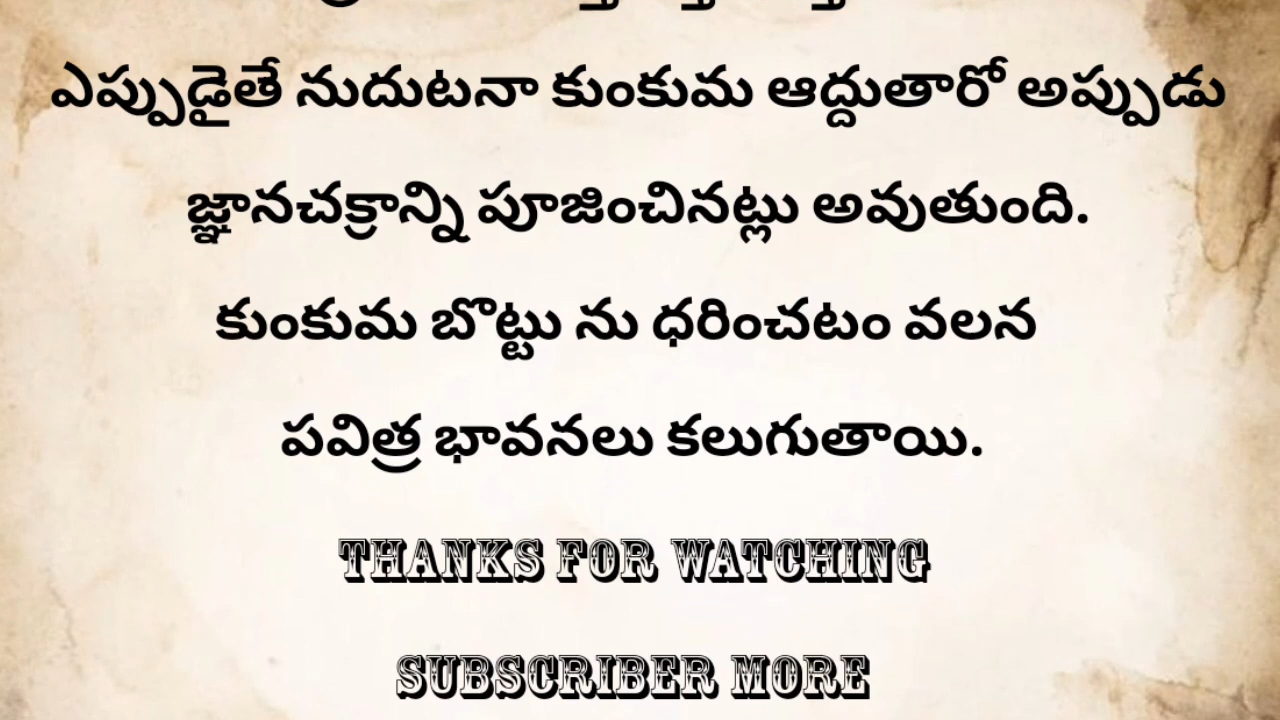 ఎప్పుడైతే నుదుటనా కుంకుమ ఆద్దుతారో అప్పుడు
జ్ఞానచక్రాన్ని పూజించినట్లు అవుతుంది.
కుంకుమ బొట్టు ను ధరించటం వలన
పవిత్ర భావనలు కలుగుతాయి.
THANKS FOR WATCHING
SUBSCRIBER MORE